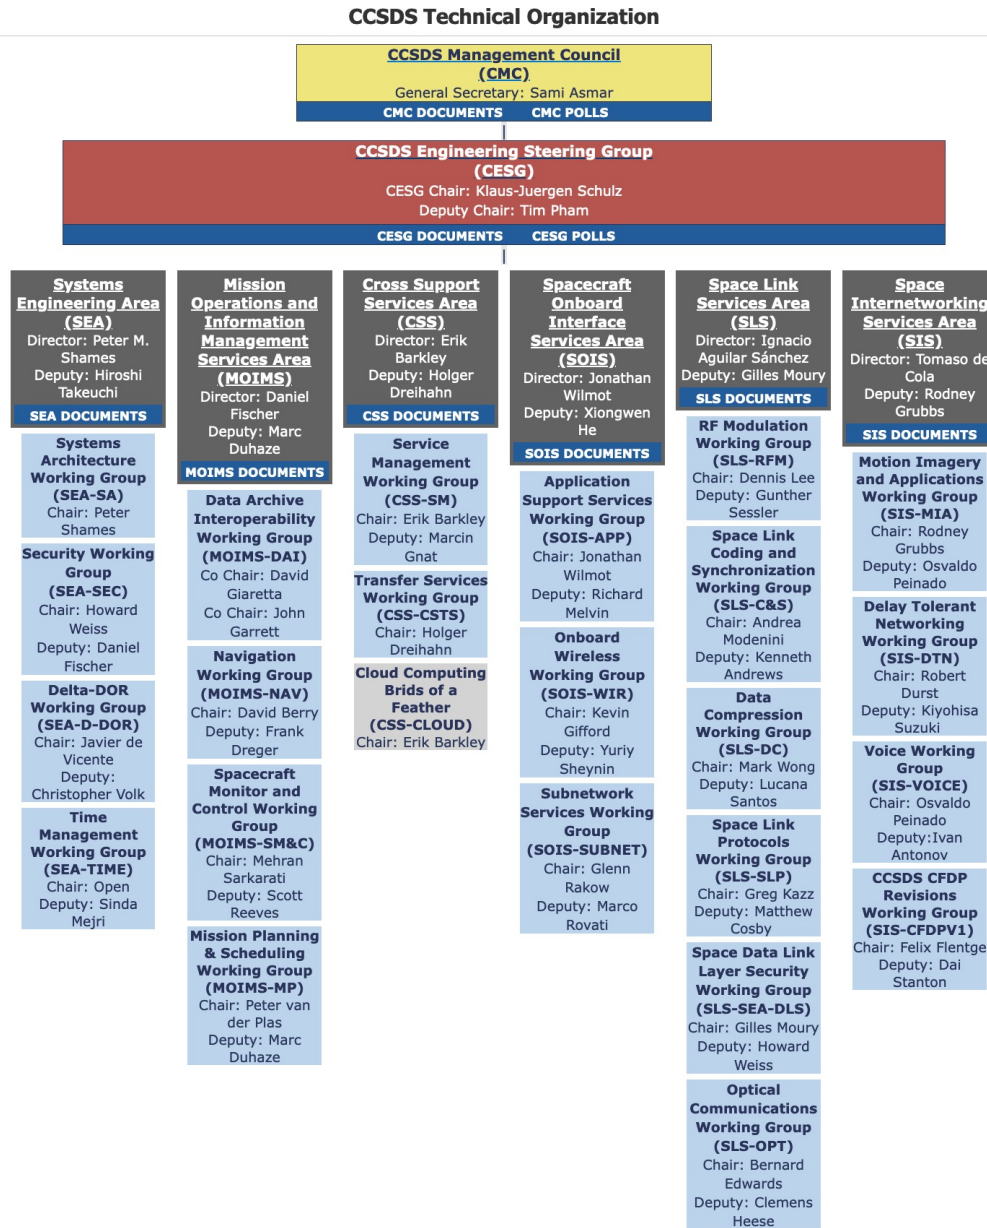 CCSDS Technical Organization
CCSDS Management Council
(CMC)
General Secretary: Sami Asmar
CMC DOCUMENTS CMC POLLS
CCSDS Engineering Steering Group
(CESG)
CESG Chair: Klaus-Juergen Schulz
Deputy Chair: Tim Pham
CESG DOCUMENTS CESG POLLS
Systems
Engineering Area
(SEA)
Director: Peter M.
Shames
Deputy: Hiroshi
Takeuchi
SEA DOCUMENTS
Systems
Architecture
Working Group
(SEA-SA)
Chair: Peter
Shames
Security Working
Group
(SEA-SEC)
Chair: Howard
Weiss
Deputy: Daniel
Fischer
Delta-DOR
Working Group
(SEA-D-DOR)
Chair: Javier de
Vicente
Deputy:
Christopher Volk
Time
Management
Working Group
(SEA-TIME)
Chair: Open
Deputy: Sinda
Mejri
Mission
Operations and
Information
Management
Services Area
(MOIMS)
Director: Daniel
Fischer
Deputy: Marc
Duhaze
MOIMS DOCUMENTS
Data Archive
Interoperability
Working Group
(MOIMS-DAI)
Co Chair: David
Giaretta
Co Chair: John
Garrett
Navigation
Working Group
(MOIMS-NAV)
Chair: David Berry
Deputy: Frank
Dreger
Spacecraft
Monitor and
Control Working
Group
(MOIMS-SM&C)
Chair: Mehran
Sarkarati
Deputy: Scott
Reeves
Mission Planning
& Scheduling
Working Group
(MOIMS-MP)
Chair: Peter van
der Plas
Deputy: Marc
Duhaze
Cross Support
Services Area
(CSS)
Director: Erik
Barkley
Deputy: Holger
Dreihahn
CSS DOCUMENTS
Service
Management
Working Group
(CSS-SM)
Chair: Erik Barkley
Deputy: Marcin
Gnat
Transfer Services
Working Group
(CSS-CSTS)
Chair: Holger
Dreihahn
Cloud Computing
Brids of a
Feather
(CSS-CLOUD)
Chair: Erik Barkley
Spacecraft
Onboard
Interface
Services Area
(SOIS)
Director: Jonathan
Wilmot
Deputy: Xiongwen
He
SOIS DOCUMENTS
Application
Support Services
Working Group
(SOIS-APP)
Chair: Jonathan
Wilmot
Deputy: Richard
Melvin
Onboard
Wireless
Working Group
(SOIS-WIR)
Chair: Kevin
Gifford
Deputy: Yuriy
Sheynin
Subnetwork
Services Working
Group
(SOIS-SUBNET)
Chair: Glenn
Rakow
Deputy: Marco
Rovati
Space Link
Services Area
(SLS)
Director: Ignacio
Aguilar Sánchez
Deputy: Gilles Moury
SLS DOCUMENTS
RF Modulation
Working Group
(SLS-RFM)
Chair: Dennis Lee
Deputy: Gunther
Sessler
Space Link
Coding and
Synchronization
Working Group
(SLS-C&S)
Chair: Andrea
Modenini
Deputy: Kenneth
Andrews
Data
Compression
Working Group
(SLS-DC)
Chair: Mark Wong
Deputy: Lucana
Santos
Space Link
Protocols
Working Group
(SLS-SLP)
Chair: Greg Kazz
Deputy: Matthew
Cosby
Space Data Link
Layer Security
Working Group
(SLS-SEA-DLS)
Chair: Gilles Moury
Deputy: Howard
Weiss
Optical
Communications
Working Group
(SLS-OPT)
Chair: Bernard
Edwards
Deputy: Clemens
Heese
Space
Internetworking
Services Area
(SIS)
Director: Tomaso de
Cola
Deputy: Rodney
Grubbs
SIS DOCUMENTS
Motion Imagery
and Applications
Working Group
(SIS-MIA)
Chair: Rodney
Grubbs
Deputy: Osvaldo
Peinado
Delay Tolerant
Networking
Working Group
(SIS-DTN)
Chair: Robert
Durst
Deputy: Kiyohisa
Suzuki
Voice Working
Group
(SIS-VOICE)
Chair: Osvaldo
Peinado
Deputy:Ivan
Antonov
CCSDS CFDP
Revisions
Working Group
(SIS-CFDPV1)
Chair: Felix Flentge
Deputy: Dai
Stanton